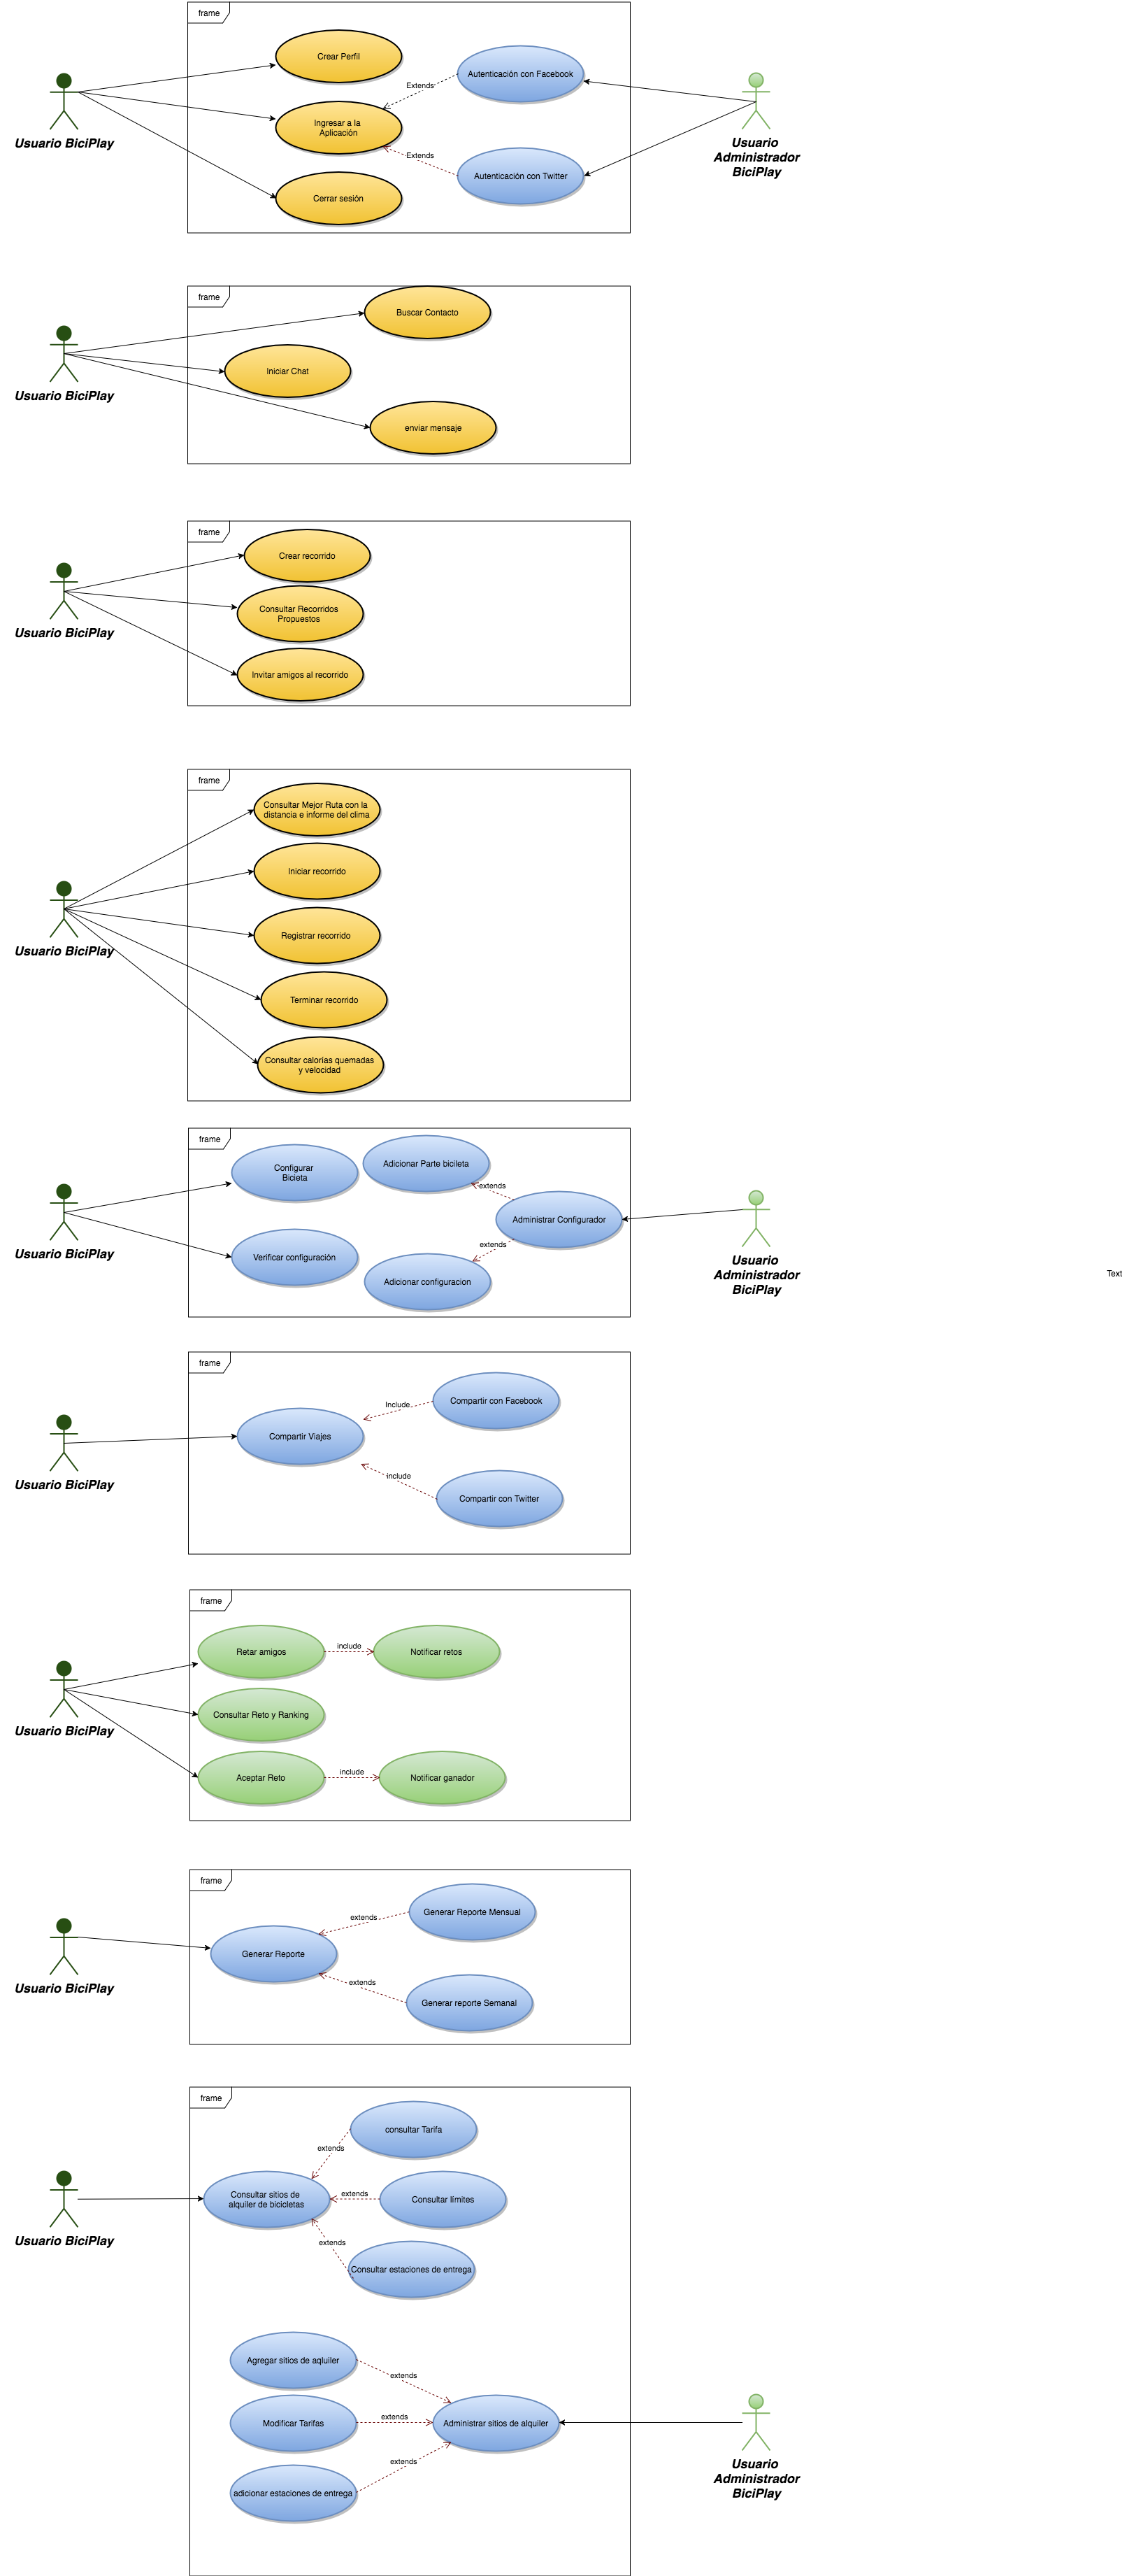 frame
Crear Perfil
Autenticación con Facebook
Extends
Ingresar a la
Aplicación
Usuario BiciPlay
Usuario
Administrador
BiciPlay
Extends
Autenticación con Twitter
Cerrar sesión
frame
Buscar Contacto
Iniciar Chat
Usuario BiciPlay
enviar mensaje
frame
Crear recorrido
Consultar Recorridos
Propuestos
Usuario BiciPlay
Invitar amigos al recorrido
frame
Consultar Mejor Ruta con la
distancia e informe del clima
Iniciar recorrido
Registrar recorrido
Usuario BiciPlay
Terminar recorrido
Consultar calorías quemadas
y velocidad
frame
Configurar
Bicieta
Adicionar Parte bicileta
extends
Administrar Configurador
extends
Usuario BiciPlay
Verificar configuración
Adicionar configuracion
Usuario
Administrador
BiciPlay
Text
frame
Compartir con Facebook
Include
Compartir Viajes
include
Usuario BiciPlay
Compartir con Twitter
frame
Retar amigos
include
Notificar retos
Consultar Reto y Ranking
Usuario BiciPlay
Aceptar Reto
include
Notificar ganador
frame
Generar Reporte Mensual
extends
Generar Reporte
extends
Usuario BiciPlay
Generar reporte Semanal
frame
consultar Tarifa
extends
Consultar sitios de
alquiler de bicicletas
extends
Consultar límites
Usuario BiciPlay
extends
Consultar estaciones de entrega
Agregar sitios de aqluiler
extends
Modificar Tarifas
extends
Administrar sitios de alquiler
extends
adicionar estaciones de entrega
Usuario
Administrador
BiciPlay